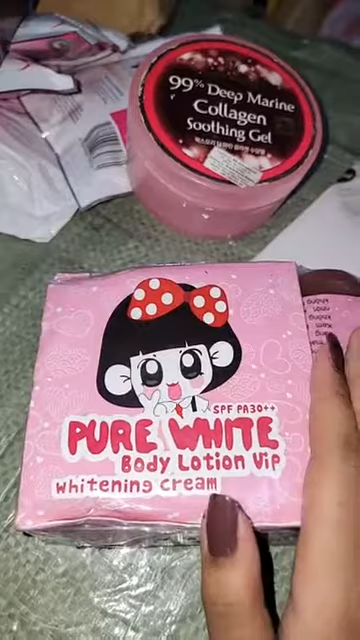 99% Deep Marine
Collagen
Soothing Gel
SPF PA30++
PURE WHITE
Body Lotion Vip
Whitening Cream